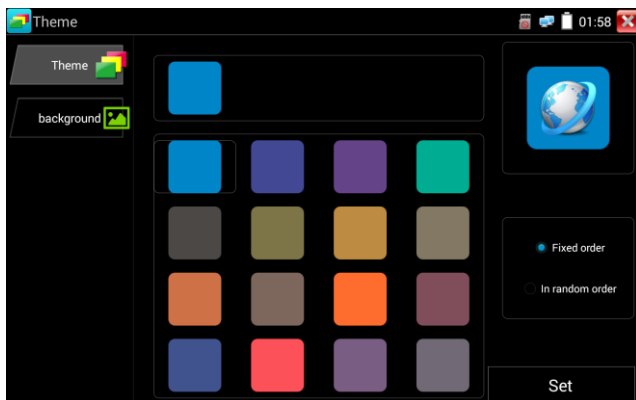 Theme
01:58
Theme
background
Fixed order
In random order
Set